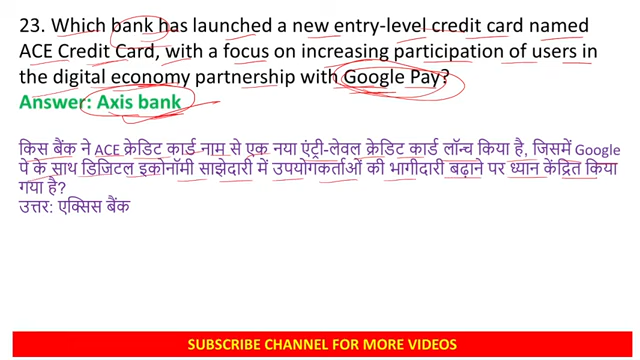 23. Which bank has launched a new entry-level credit card named
ACE Credit Card, with a focus on increasing participation of users in
the digital economy partnership with Google Pay?
Answer: Axis bank
किस बैंक ने ACE क्रेडिट कार्ड नाम से एक नया एंट्री-लेवल क्रेडिट कार्ड लॉन्च किया है, जिसमें Google
पे के साथ डिजिटल इकोनॉमी साझेदारी में उपयोगकर्ताओं की भागीदारी बढ़ाने पर ध्यान केंद्रित किया
गया है?
उत्तर: एक्सिस बैंक
SUBSCRIBE CHANNEL FOR MORE VIDEOS